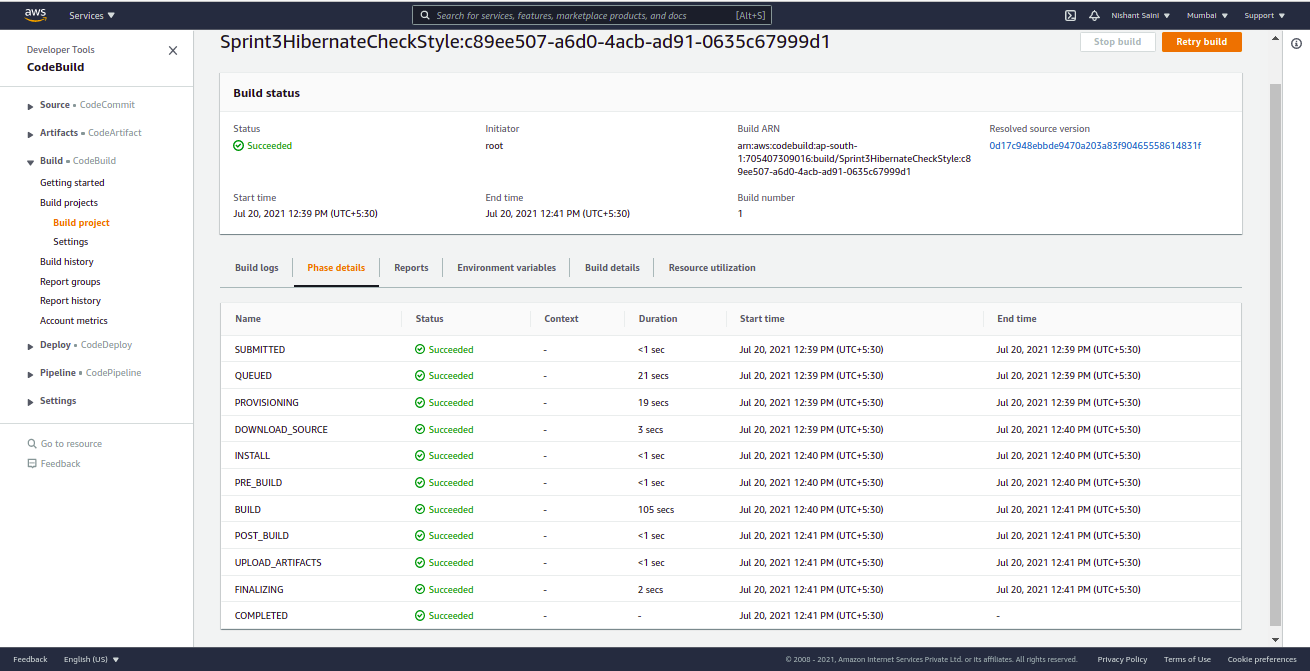 aws Services Search for services, features, marketplace products, and docs [Alt+S] Nishant Saini Mumbai Support
Developer Tools
CodeBuild
Source • CodeCommit
Artifacts • CodeArtifact
Build • CodeBuild
Getting started
Build projects
Build project
Settings
Build history
Report groups
Report history
Account metrics
Deploy • CodeDeploy
Pipeline • CodePipeline
Settings
Go to resource
Feedback
Sprint3HibernateCheckStyle:c89ee507-a6d0-4acb-ad91-0635c67999d1 Stop build Retry build
Build status
Status Initiator Build ARN Resolved source version
Succeeded root arn:aws:codebuild:ap-south- 0d17c948ebbde9470a203a83f90465558614831f
1:705407309016:build/Sprint3HibernateCheckStyle:c8
9ee507-a6d0-4acb-ad91-0635c67999d1
Start time End time Build number
Jul 20, 2021 12:39 PM (UTC+5:30) Jul 20, 2021 12:41 PM (UTC+5:30) 1
Build logs Phase details Reports Environment variables Build details Resource utilization
Name Status Context Duration Start time End time
SUBMITTED Succeeded - <1 sec Jul 20, 2021 12:39 PM (UTC+5:30) Jul 20, 2021 12:39 PM (UTC+5:30)
QUEUED Succeeded - 21 secs Jul 20, 2021 12:39 PM (UTC+5:30) Jul 20, 2021 12:39 PM (UTC+5:30)
PROVISIONING Succeeded - 19 secs Jul 20, 2021 12:39 PM (UTC+5:30) Jul 20, 2021 12:39 PM (UTC+5:30)
DOWNLOAD_SOURCE Succeeded - 3 secs Jul 20, 2021 12:39 PM (UTC+5:30) Jul 20, 2021 12:40 PM (UTC+5:30)
INSTALL Succeeded - <1 sec Jul 20, 2021 12:40 PM (UTC+5:30) Jul 20, 2021 12:40 PM (UTC+5:30)
PRE_BUILD Succeeded - <1 sec Jul 20, 2021 12:40 PM (UTC+5:30) Jul 20, 2021 12:40 PM (UTC+5:30)
BUILD Succeeded - 105 secs Jul 20, 2021 12:40 PM (UTC+5:30) Jul 20, 2021 12:41 PM (UTC+5:30)
POST_BUILD Succeeded - <1 sec Jul 20, 2021 12:41 PM (UTC+5:30) Jul 20, 2021 12:41 PM (UTC+5:30)
UPLOAD_ARTIFACTS Succeeded - <1 sec Jul 20, 2021 12:41 PM (UTC+5:30) Jul 20, 2021 12:41 PM (UTC+5:30)
FINALIZING Succeeded - 2 secs Jul 20, 2021 12:41 PM (UTC+5:30) Jul 20, 2021 12:41 PM (UTC+5:30)
COMPLETED Succeeded - - Jul 20, 2021 12:41 PM (UTC+5:30) -
Feedback English (US) © 2008 - 2021, Amazon Internet Services Private Ltd. or its affiliates. All rights reserved. Privacy Policy Terms of Use Cookie preferences